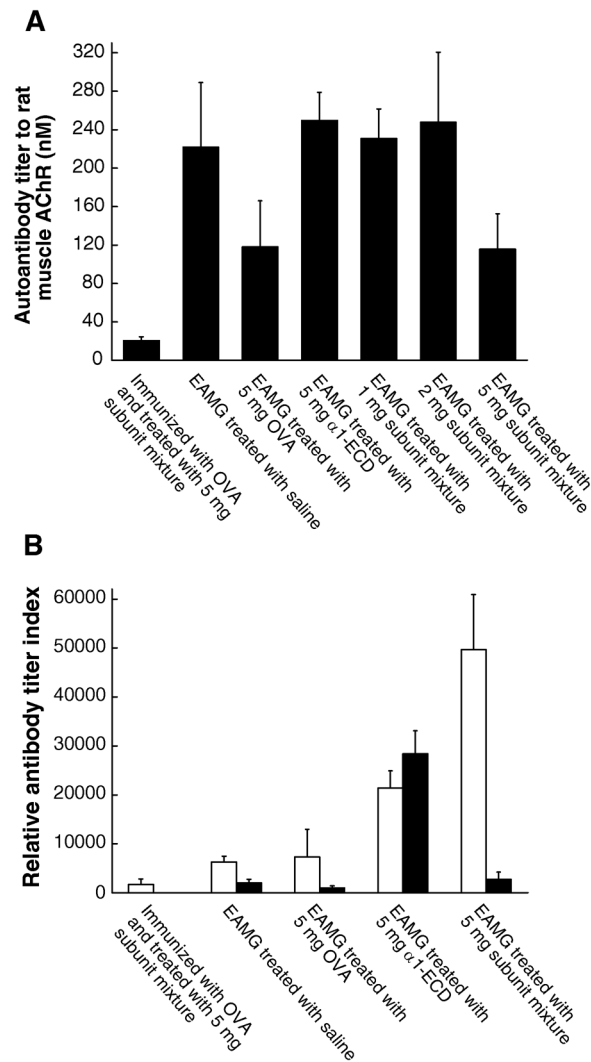 A
Autoantibody titer to rat
muscle AChR (nM)
320
280
240
200
160
120
80
40
0
Immunized with OVA
and treated with 5 mg
subunit mixture
EAMG treated with saline
EAMG treated with
5 mg OVA
EAMG treated with
5 mg α1-ECD
EAMG treated with
1 mg subunit mixture
EAMG treated with
2 mg subunit mixture
EAMG treated with
5 mg subunit mixture
B
Relative antibody titer index
60000
50000
40000
30000
20000
10000
0
Immunized with OVA
and treated with 5 mg
subunit mixture
EAMG treated with saline
EAMG treated with
5 mg OVA
EAMG treated with
5 mg α1-ECD
EAMG treated with
5 mg subunit mixture